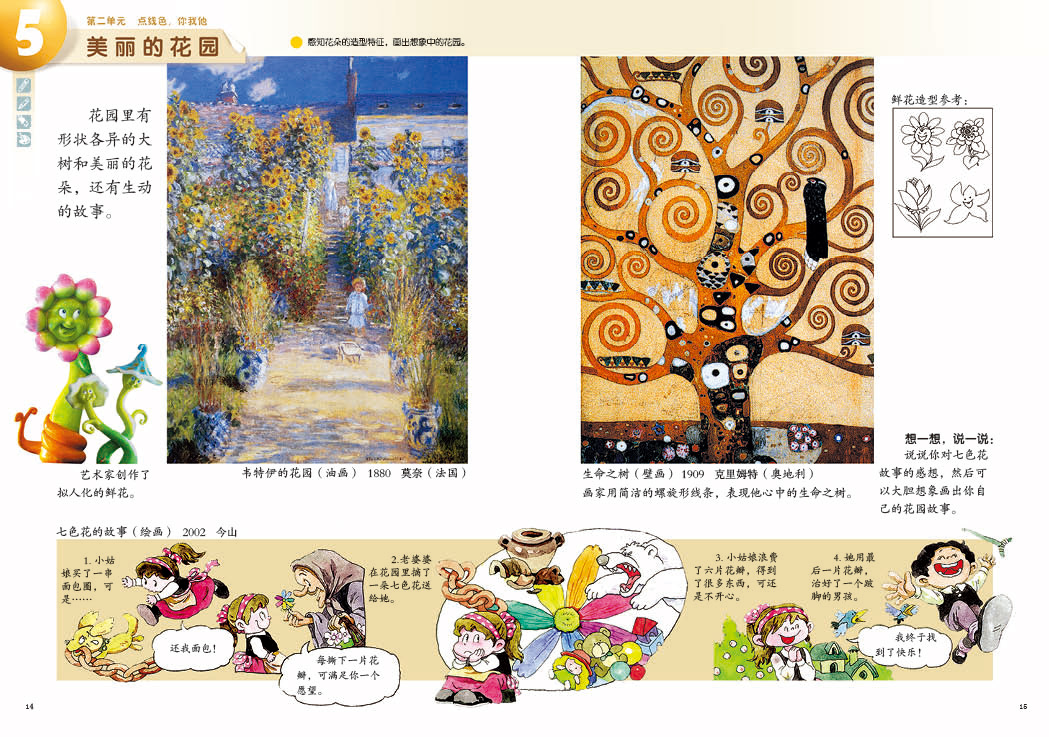 5
第二单元 点线色，你我他
美丽的花园
感知花朵的造型特征，画出想象中的花园。
花园里有
形状各异的大
树和美丽的花
朵，还有生动
的故事。
艺术家创作了
拟人化的鲜花。
韦特伊的花园（油画） 1880 莫奈（法国）
生命之树（壁画）1909 克里姆特（奥地利）
画家用简洁的螺旋形线条，表现他心中的生命之树。
鲜花造型参考：
想一想，说一说：
说说你对七色花
故事的感想，然后可
以大胆想象画出你自
己的花园故事。
七色花的故事（绘画） 2002 今山
1. 小姑
娘买了一串
面包圈，可
是……
还我面包！
2.老婆婆
在花园里摘了
一朵七色花送
给她。
每撕下一片花
瓣，可满足你一个
愿望。
3. 小姑娘浪费
了六片花瓣，得到
了很多东西，可还
是不开心。
4. 她用最
后一片花瓣，
治好了一个跛
脚的男孩。
我终于找
到了快乐！
14
15